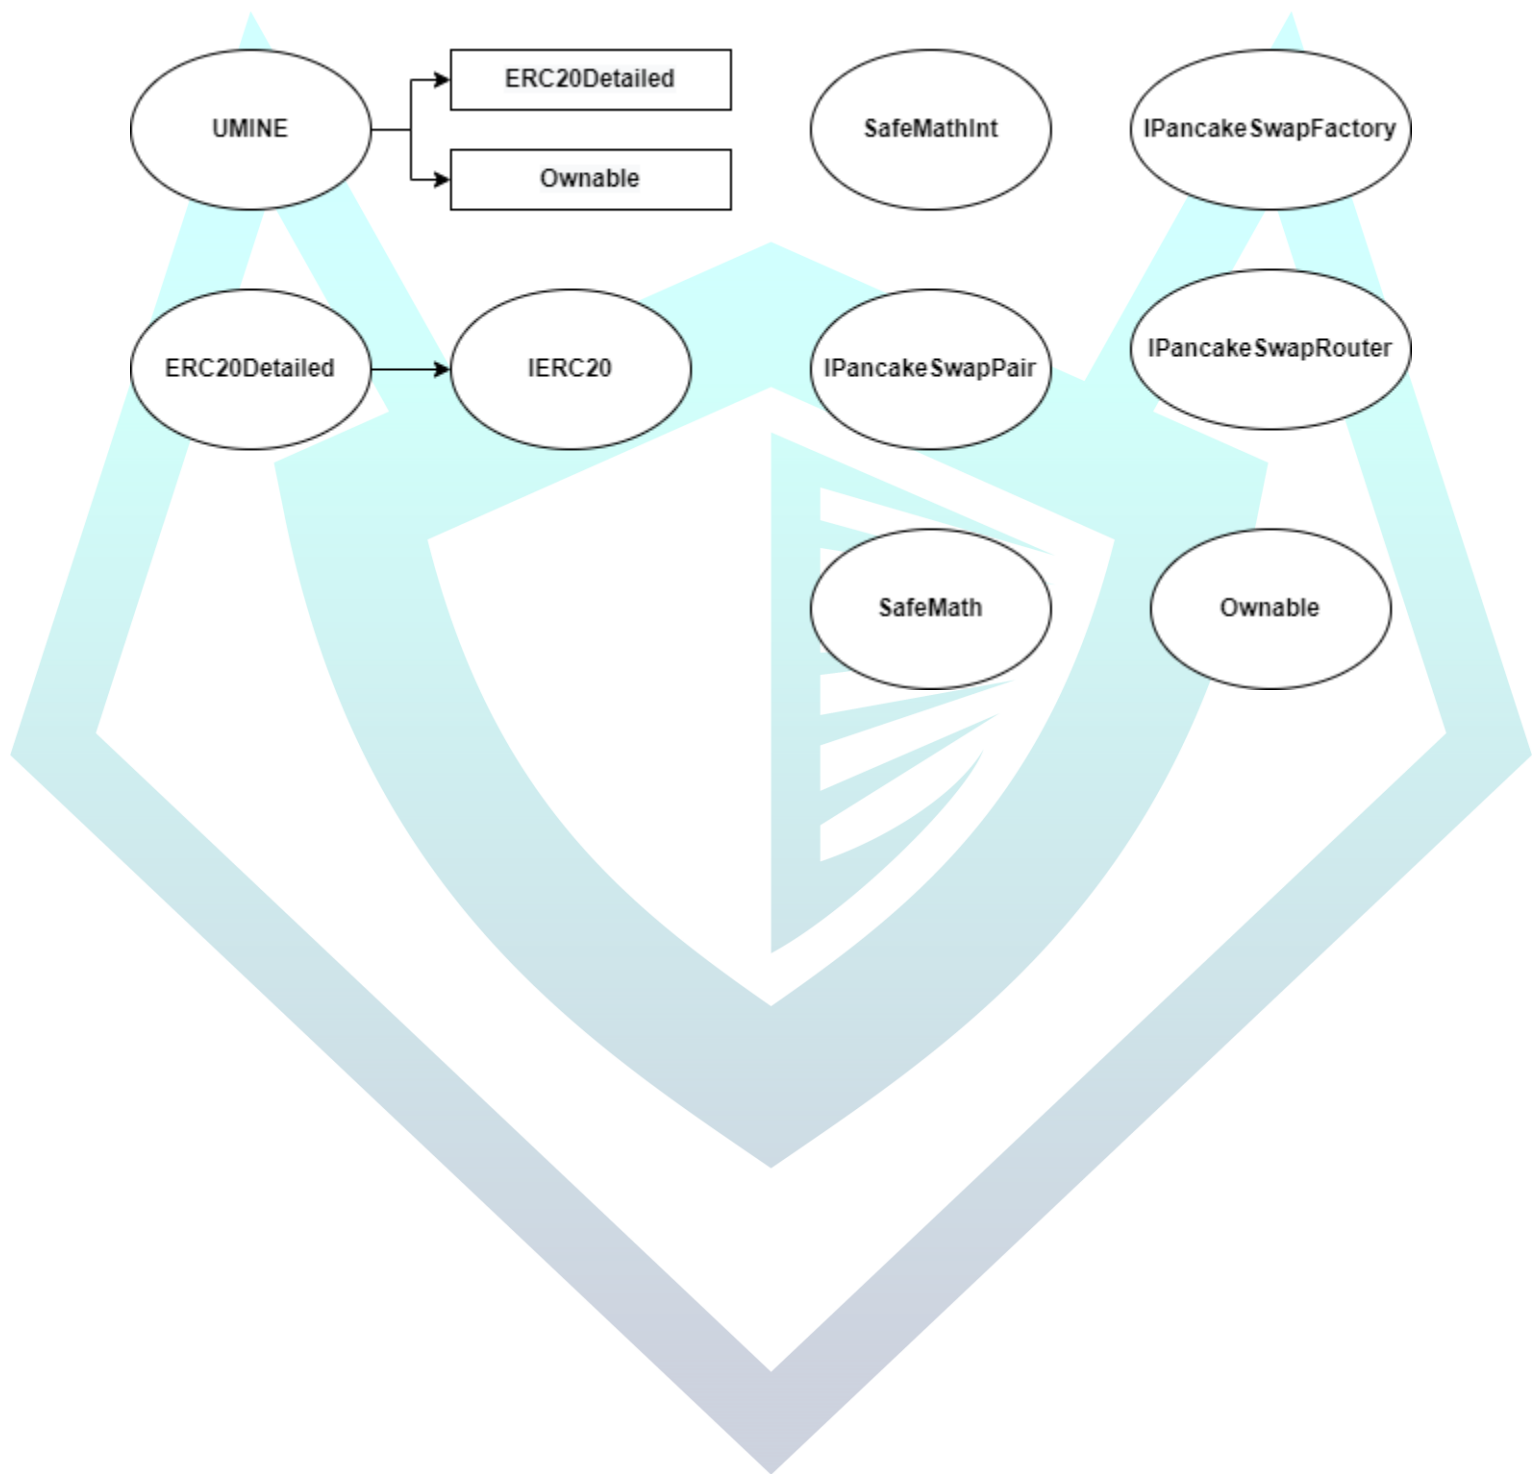 UMINE
ERC20Detailed
Ownable
SafeMathInt
IPancakeSwapFactory
ERC20Detailed
IERC20
IPancakeSwapPair
IPancakeSwapRouter
SafeMath
Ownable